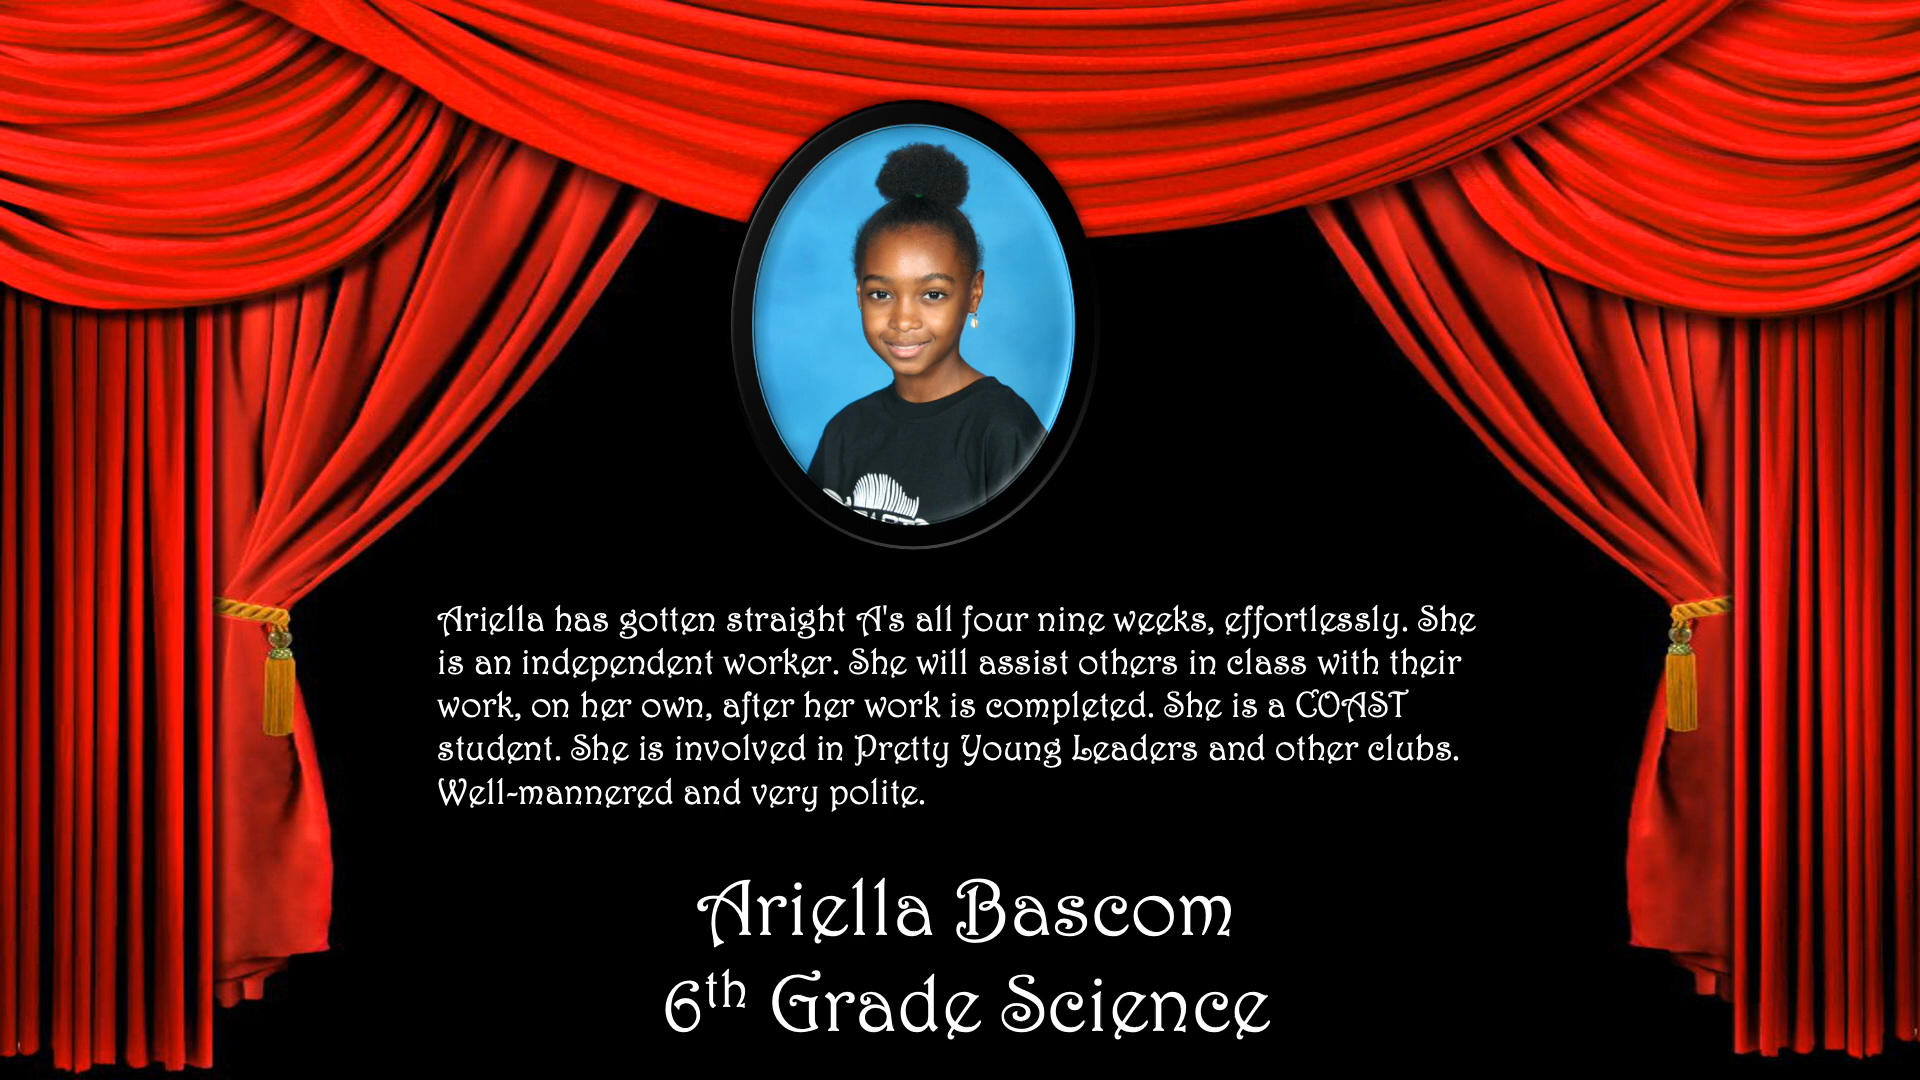 Ariella has gotten straight A's all four nine weeks, effortlessly. She
is an independent worker. She will assist others in class with their
work, on her own, after her work is completed. She is a COAST
student. She is involved in Pretty Young Leaders and other clubs.
Well-mannered and very polite.
Ariella Bascom
6th Grade Science